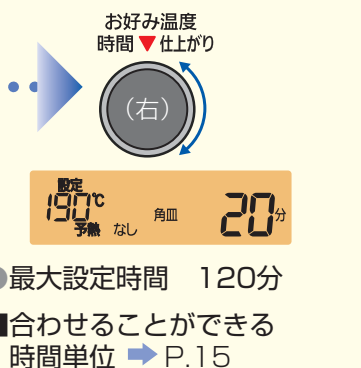 お好み温度
時間▼仕上がり
（右）
設定
190℃
予熱 なし 角皿 20分
●最大設定時間 120分
■合わせることができる
時間単位 ➡ P.15